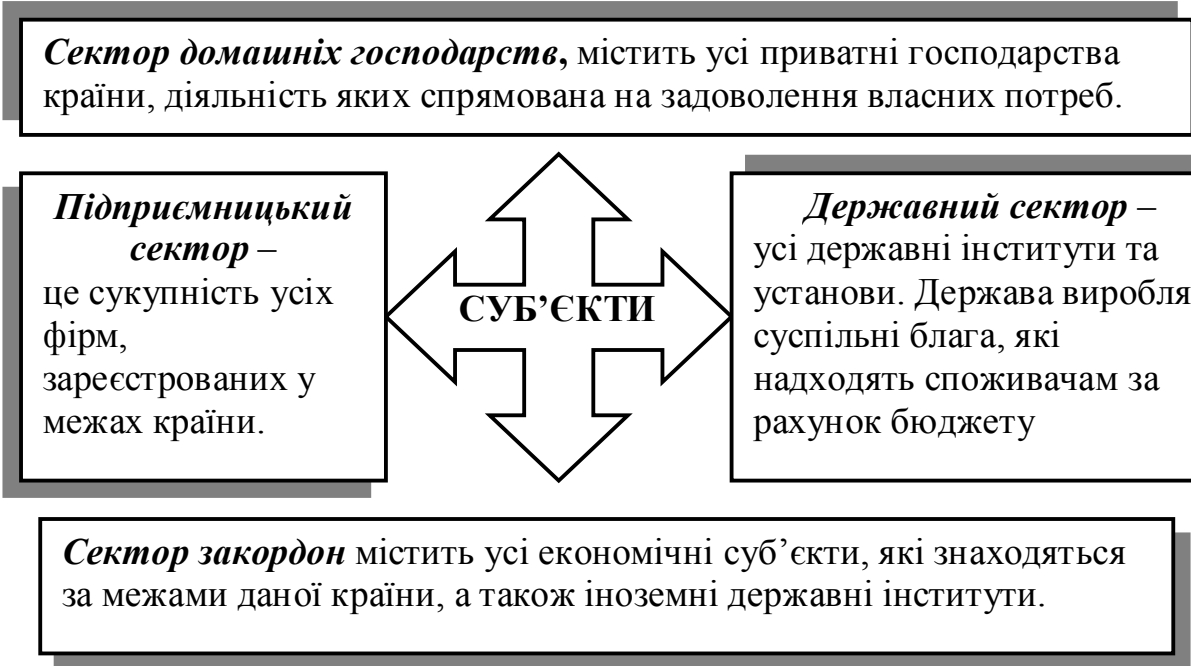 Сектор домашніх господарств, містить усі приватні господарства
країни, діяльність яких спрямована на задоволення власних потреб.
Підприємницький
сектор –
це сукупність усіх
фірм,
зареєстрованих у
межах країни.
СУБ’ЄКТИ
Державний сектор –
усі державні інститути та
установи. Держава виробля
суспільні блага, які
надходять споживачам за
рахунок бюджету
Сектор закордон містить усі економічні суб’єкти, які знаходяться
за межами даної країни, а також іноземні державні інститути.